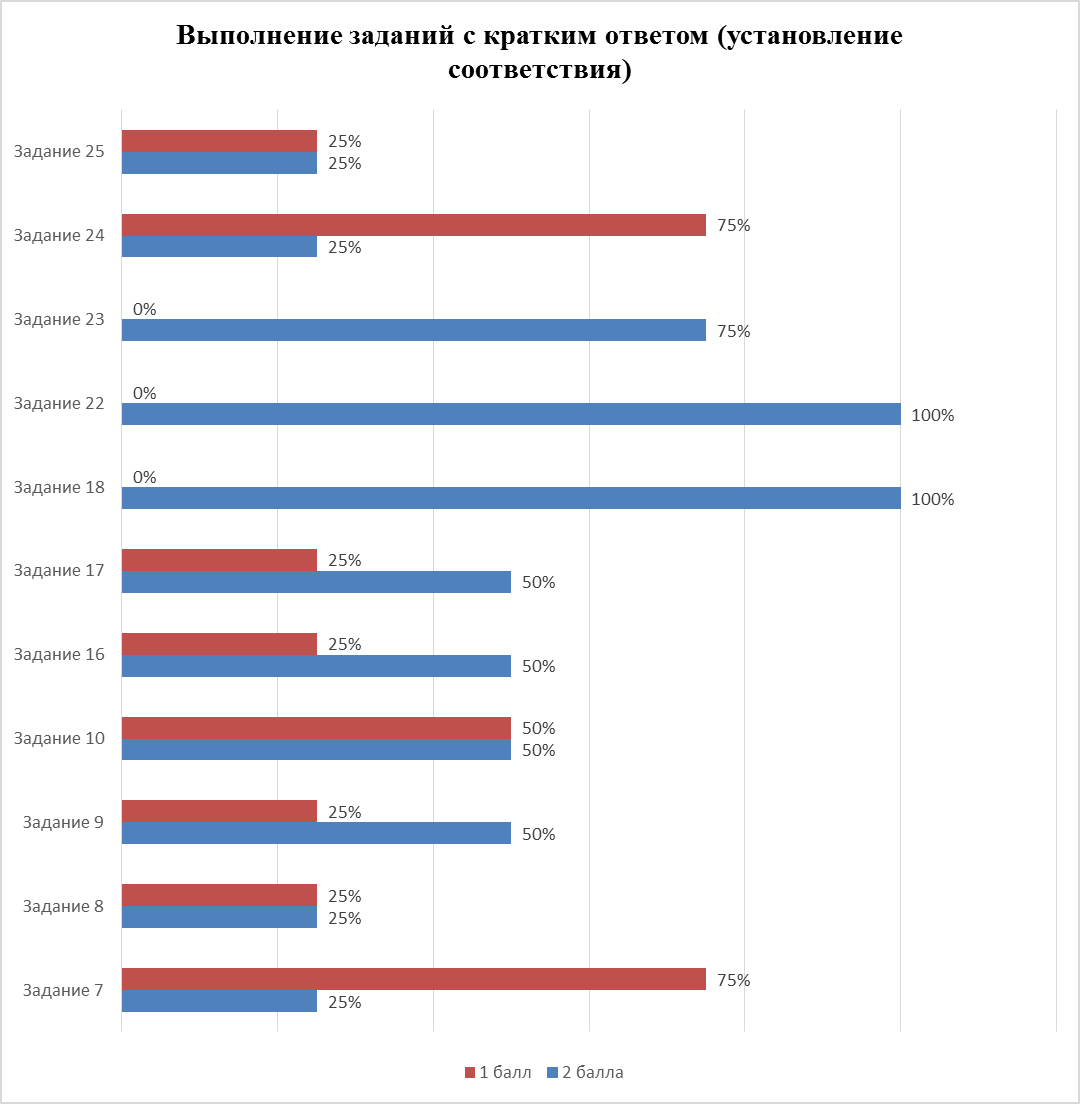 Выполнение заданий с кратким ответом (установление
соответствия)
Задание 25
25%
25%
Задание 24
75%
25%
Задание 23
0%
75%
Задание 22
0%
100%
Задание 18
0%
100%
Задание 17
25%
50%
Задание 16
25%
50%
Задание 10
50%
50%
Задание 9
25%
50%
Задание 8
25%
25%
Задание 7
75%
25%
1 балл 2 балла